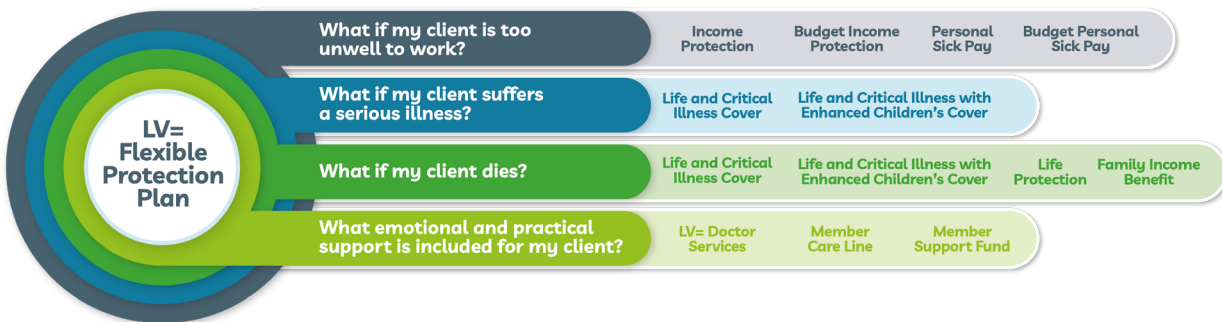 LV=
Flexible
Protection
Plan
What if my client is too
unwell to work?
Income
Protection
Budget Income
Protection
Personal
Sick Pay
Budget Personal
Sick Pay
What if my client suffers
a serious illness?
Life and Critical
Illness Cover
Life and Critical Illness with
Enhanced Children's Cover
What if my client dies?
Life and Critical
Illness Cover
Life and Critical Illness with
Enhanced Children's Cover
Life
Protection
Family Income
Benefit
What emotional and practical
support is included for my client?
LV= Doctor
Services
Member
Care Line
Member
Support Fund